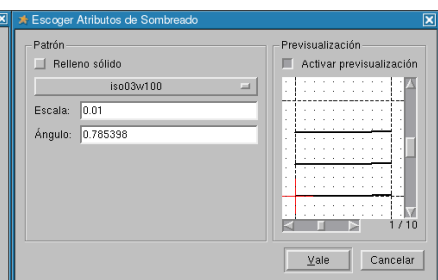 Escoger Atributos de Sombreado
Patrón
Relleno sólido
iso03w100
Escala: 0.01
Ángulo: 0.785398
Previsualización
Activar previsualización
1 / 10
Vale
Cancelar